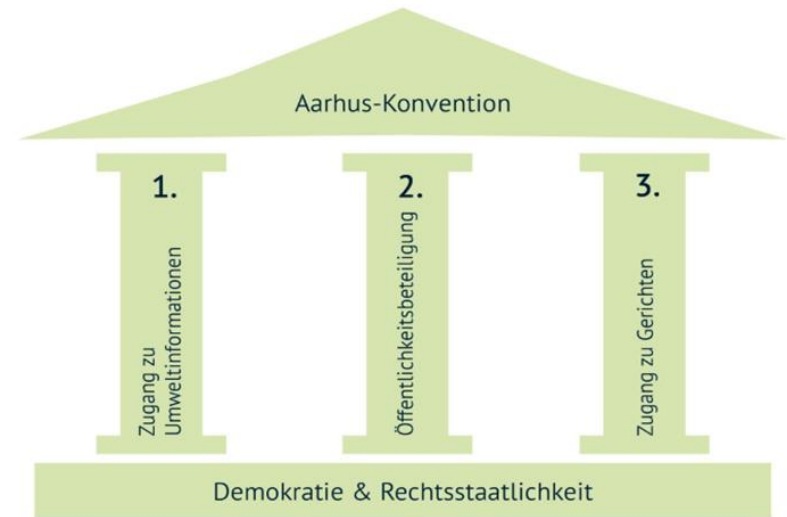 Aarhus-Konvention
1.
Zugang zu
Umweltinformationen
2.
Öffentlichkeitsbeteiligung
3.
Zugang zu Gerichten
Demokratie & Rechtsstaatlichkeit